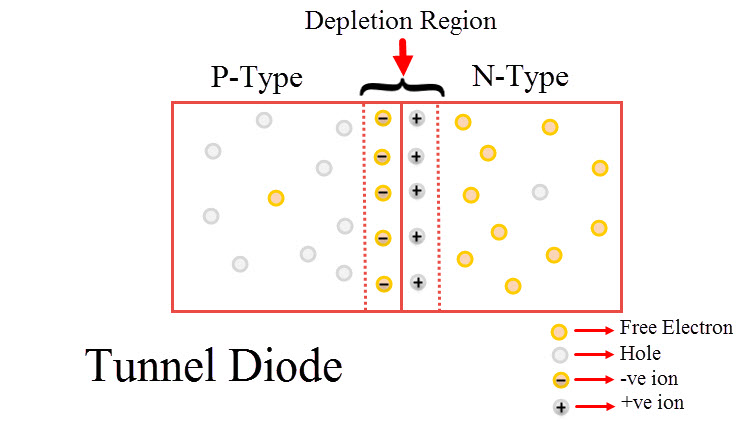 Depletion Region
P-Type
N-Type
Tunnel Diode
Free Electron
Hole
-ve ion
+ve ion